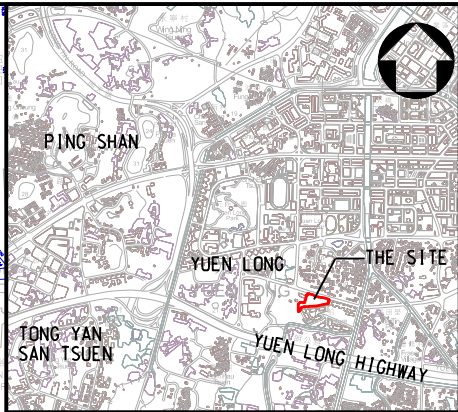 PING SHAN
YUEN LONG
THE SITE
TONG YAN
SAN TSUEN
YUEN LONG HIGHWAY